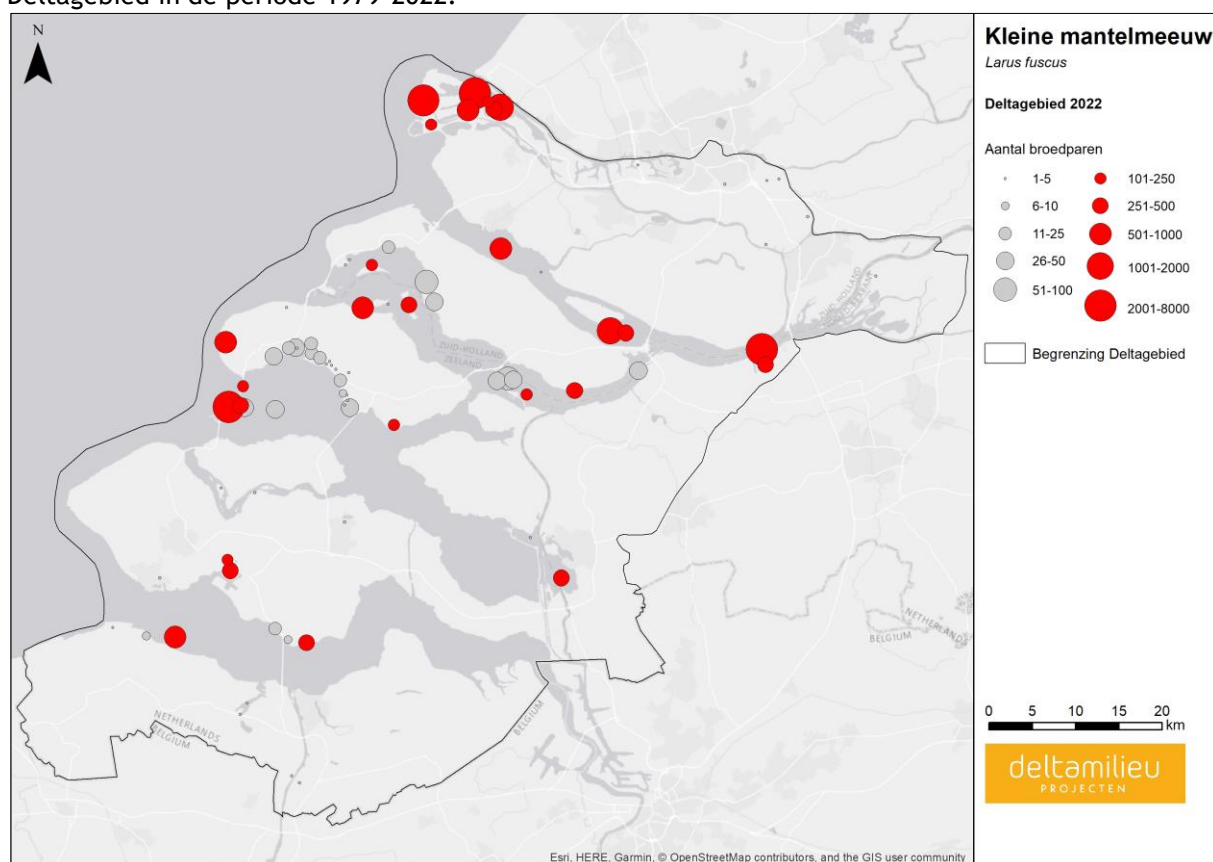 Deltagebied in de periode 1979-2022.
N
Kleine mantelmeeuw
Larus fuscus
Deltagebied 2022
Aantal broedparen
1-5
6-10
11-25
26-50
51-100
101-250
251-500
501-1000
1001-2000
2001-8000
Begrenzing Deltagebied
ZUID-HOLLAND
ZEELAND
ZUID-HOLLAND
NETHERLANDS
BELGIUM
NETHERLANDS
BELGIUM
BELGIUM
0 5 10 15 20
km
deltamilieu
PROJECTEN
Esri, HERE, Garmin, © OpenStreetMap contributors, and the GIS user community